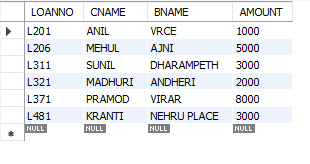 LOANNO CNAME BNAME AMOUNT
L201 ANIL VRCE 1000
L206 MEHUL AJNI 5000
L311 SUNIL DHARAMPETH 3000
L321 MADHURI ANDHERI 2000
L371 PRAMOD VIRAR 8000
L481 KRANTI NEHRU PLACE 3000
NULL NULL NULL NULL